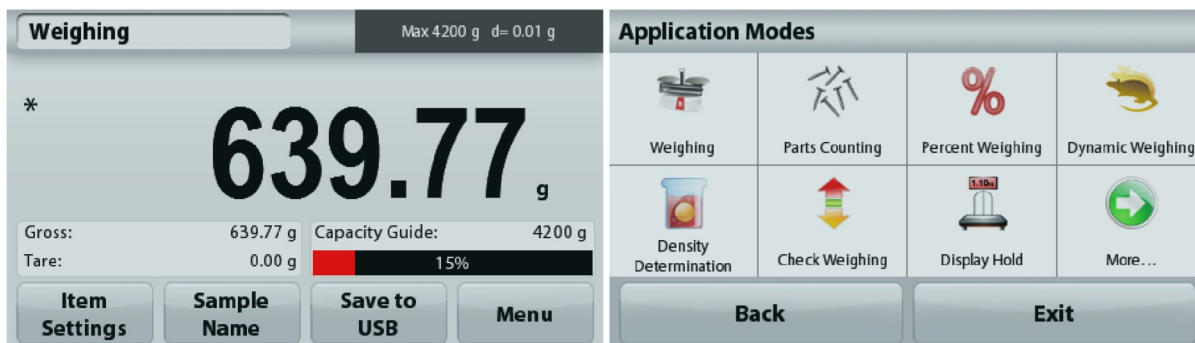 Weighing
Max 4200 g d= 0.01 g
*
639.77 g
Gross: 639.77 g
Tare: 0.00 g
Capacity Guide: 4200 g
15%
Item
Settings
Sample
Name
Save to
USB
Menu
Application Modes
Weighing
Parts Counting
Percent Weighing
Dynamic Weighing
Density
Determination
Check Weighing
1.10kg
Display Hold
More...
Back
Exit